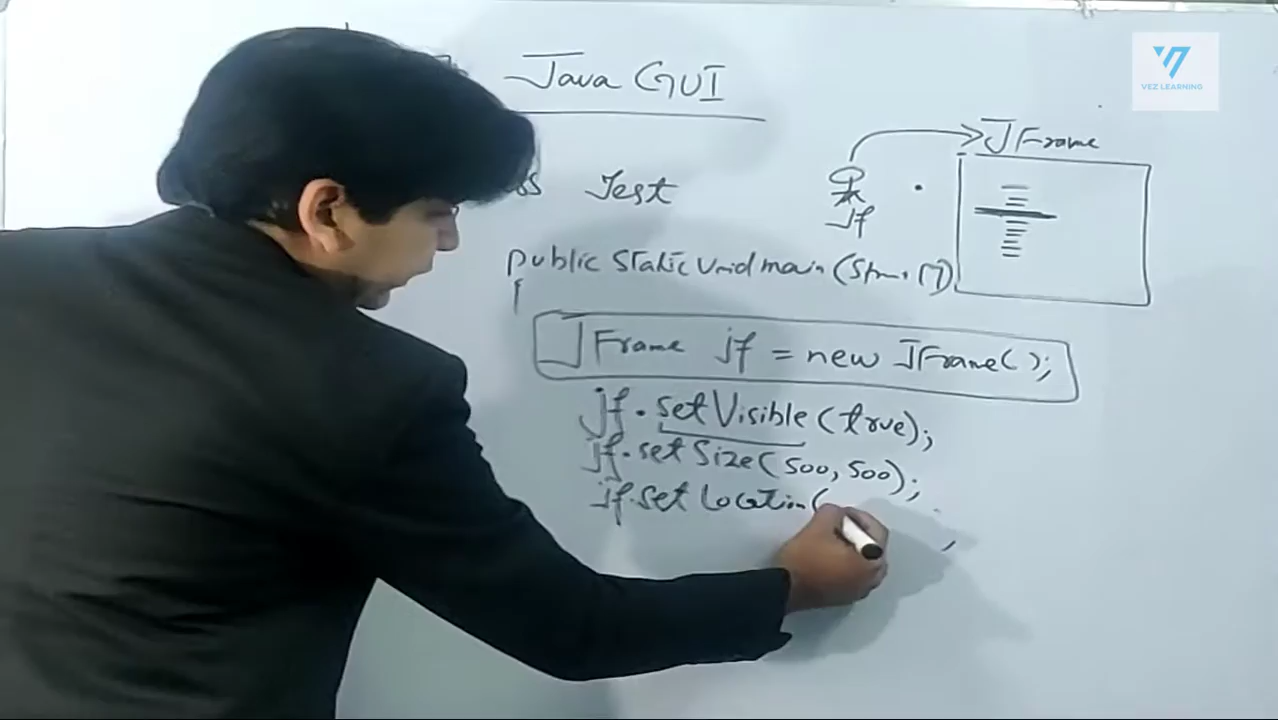 Java GUI
VEZ LEARNING
JFrame
jf
Test
public static void main(
JFrame jf = new JFrame();
jf.setVisible(true);
jf.setSize(500, 500);
jf.setLocation(
;